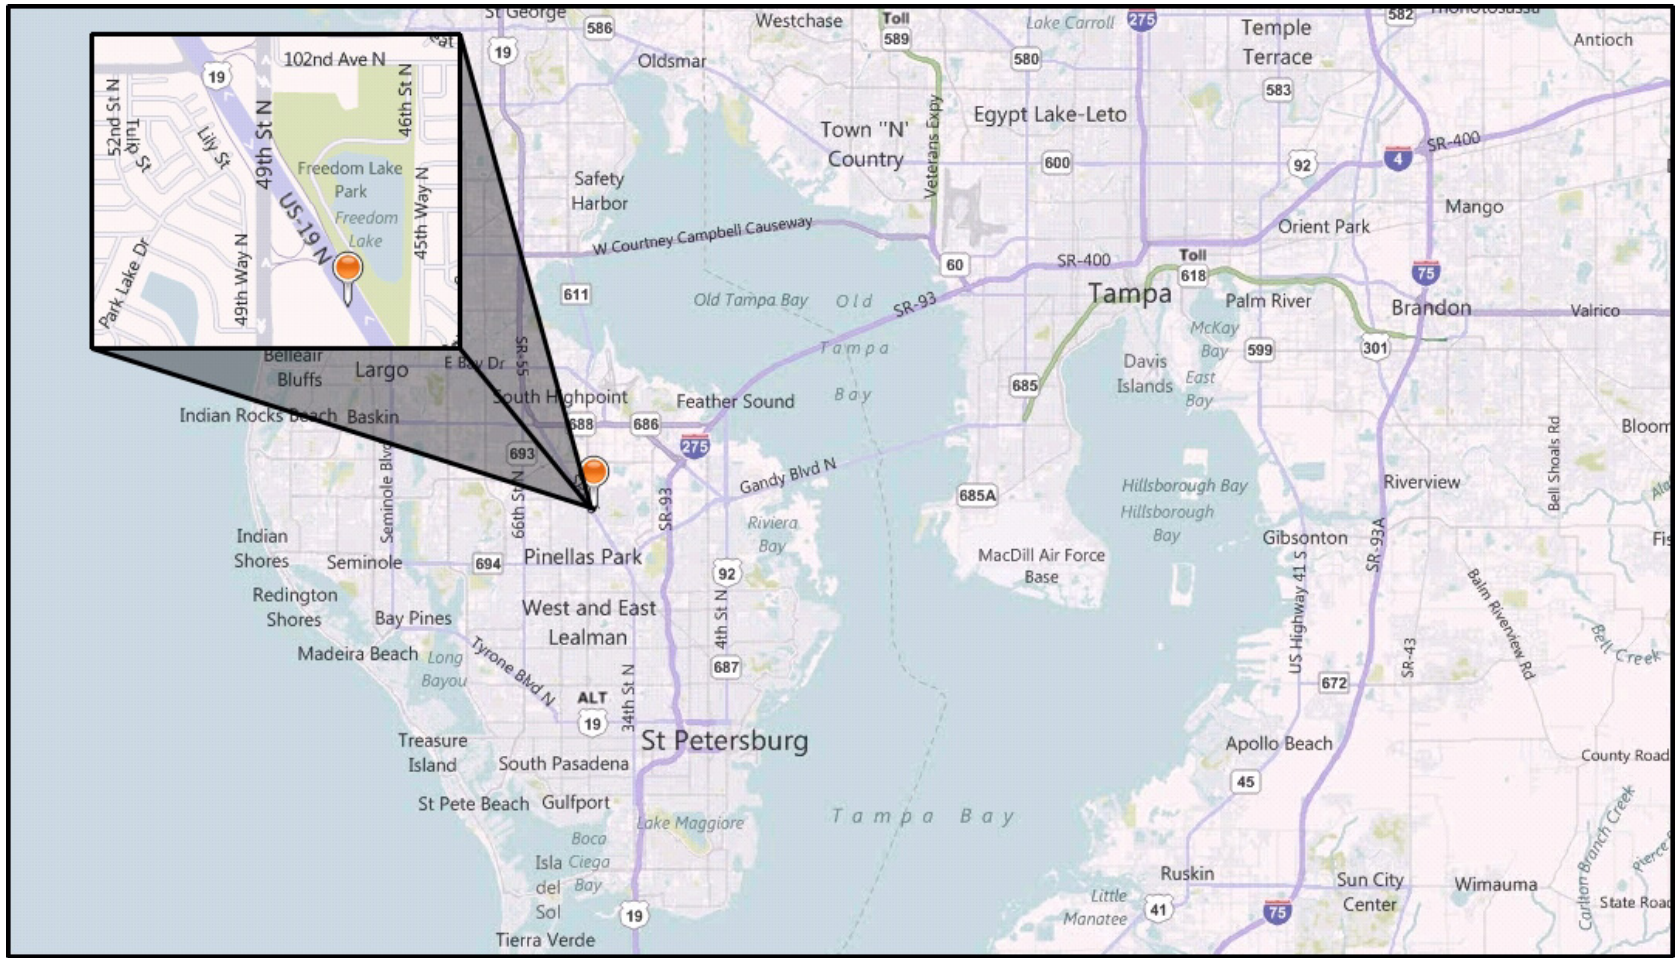 St George
586
Westchase
Toll
589
Lake Carroll
275
Temple
Terrace
582
Antioch
19
Oldsmar
580
583
Egypt Lake-Leto
Town "N'
Country
Veterans Expy
600
92
4
SR-400
Safety
Harbor
Mango
Orient Park
W Courtney Campbell Causeway
60
SR-400
Toll
618
75
611
Old Tampa Bay
Old
Tampa
Bay
SR-93
Tampa
Palm River
Brandon
Valrico
McKay
Bay
599
301
Davis
Islands
East
Bay
685
102nd Ave N
19
52nd St N
Tulip St
Lily St
49th St N
46th St N
Freedom Lake
Park
Freedom
Lake
US-19 N
45th Way N
49th Way N
Park Lake Dr
Belleair
Bluffs
Largo
E Bay Dr
SR-55
South Highpoint
Feather Sound
Indian Rocks Beach
Baskin
688
686
275
693
Seminole Blvd
66th St N
SR-93
Gandy Blvd N
685A
Hillsborough Bay
Hillsborough
Bay
Riverview
Bell Shoals Rd
Riviera
Bay
MacDill Air Force
Base
Gibsonton
SR-93A
Indian
Shores
Seminole
694
Pinellas Park
92
Redington
Shores
Bay Pines
West and East
Lealman
4th St N
US Highway 41 S
Balm Riverview Rd
Bell Creek
SR-43
Madeira Beach
Long
Bayou
Tyrone Blvd N
687
672
ALT
19
34th St N
St Petersburg
Treasure
Island
South Pasadena
Apollo Beach
County Road
45
St Pete Beach
Gulfport
Lake Maggiore
Tampa Bay
Boca
Ciega
Bay
Isla
del
Sol
Carlton Branch Creek
Pierce
Ruskin
Sun City
Center
Wimauma
State Road
Little
Manatee
41
75
19
Tierra Verde